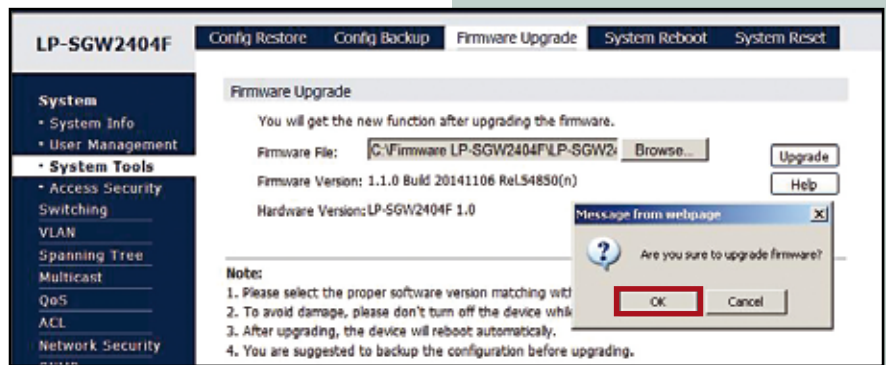 LP-SGW2404F
Config Restore Config Backup Firmware Upgrade System Reboot System Reset
System
• System Info
• User Management
• System Tools
• Access Security
Switching
VLAN
Spanning Tree
Multicast
QoS
ACL
Network Security
Firmware Upgrade
You will get the new function after upgrading the firmware.
Firmware File: C:\Firmware LP-SGW2404F\LP-SGW2 Browse... Upgrade
Firmware Version: 1.1.0 Build 20141106 Rel.54850(n) Help
Hardware Version: LP-SGW2404F 1.0
Message from webpage
Are you sure to upgrade firmware?
OK Cancel
Note:
1. Please select the proper software version matching with
2. To avoid damage, please don't turn off the device while
3. After upgrading, the device will reboot automatically.
4. You are suggested to backup the configuration before upgrading.